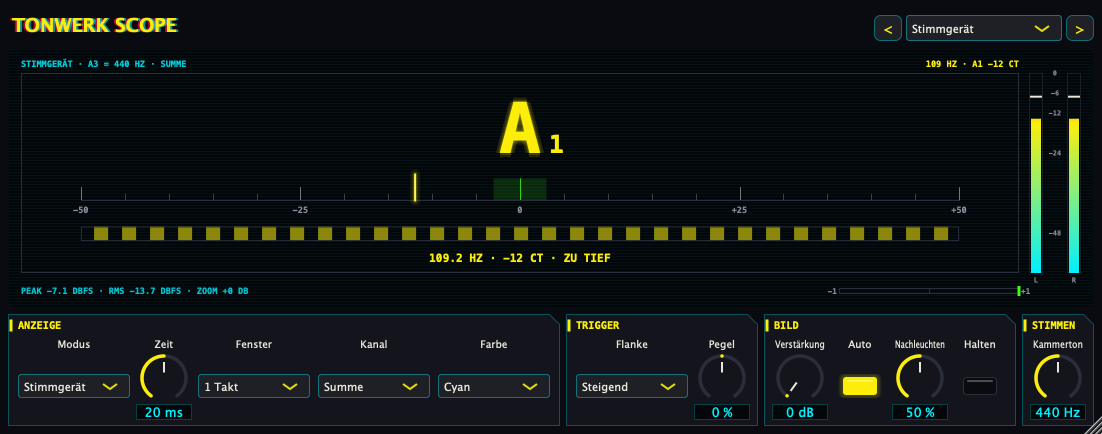 TONWERK SCOPE
< Stimmgerät >
STIMMGERÄT · A3 = 440 HZ · SUMME
109 HZ · A1 −12 CT
A1
−50 −25 0 +25 +50
109.2 HZ · −12 CT · ZU TIEF
0
−6
−12
−24
−48
L R
PEAK −7.1 DBFS · RMS −13.7 DBFS · ZOOM +0 DB
−1 +1
ANZEIGE
Modus Zeit Fenster Kanal Farbe
Stimmgerät 1 Takt Summe Cyan
20 ms
TRIGGER
Flanke Pegel
Steigend
0 %
BILD
Verstärkung Auto Nachleuchten Halten
0 dB 50 %
STIMMEN
Kammerton
440 Hz